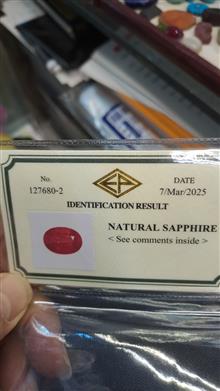 No.
127680-2
DATE
7/Mar/2025
IDENTIFICATION RESULT
NATURAL SAPPHIRE
< See comments inside >